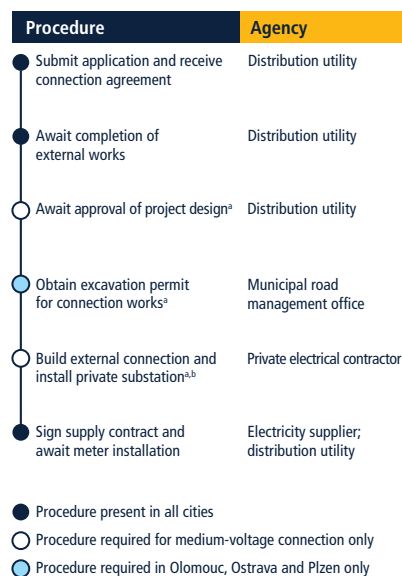 Procedure Agency
Submit application and receive Distribution utility
connection agreement
Await completion of Distribution utility
external works
Await approval of project designᵃ Distribution utility
Obtain excavation permit Municipal road
for connection worksᵃ management office
Build external connection and Private electrical contractor
install private substationᵃ,ᵇ
Sign supply contract and Electricity supplier;
await meter installation distribution utility
Procedure present in all cities
Procedure required for medium-voltage connection only
Procedure required in Olomouc, Ostrava and Plzen only